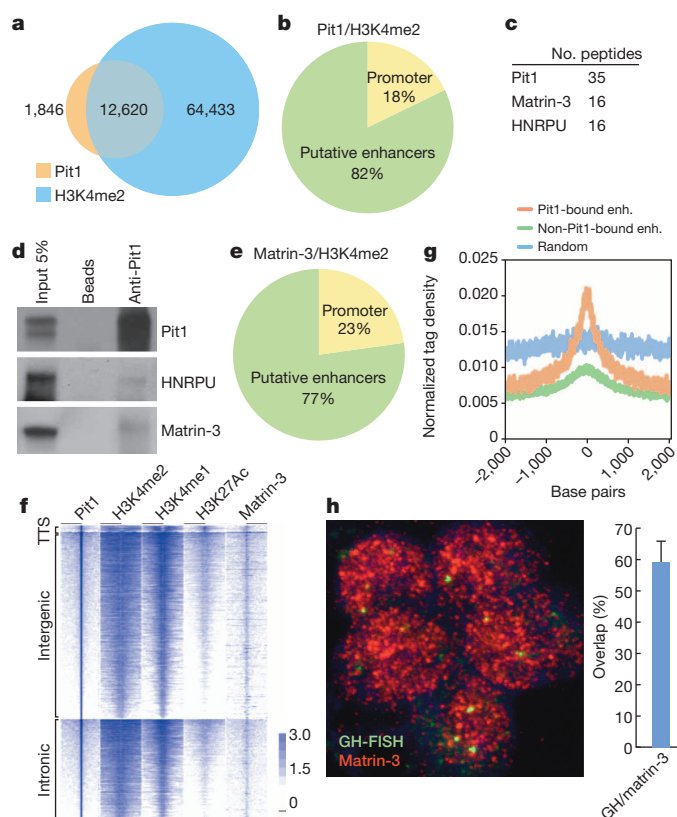 a
1,846
12,620
64,433
Pit1
H3K4me2
b
Pit1/H3K4me2
Promoter
18%
Putative enhancers
82%
c
No. peptides
Pit1 35
Matrin-3 16
HNRPU 16
d
Input 5%
Beads
Anti-Pit1
Pit1
HNRPU
Matrin-3
e
Matrin-3/H3K4me2
Promoter
23%
Putative enhancers
77%
Pit1-bound enh.
Non-Pit1-bound enh.
Random
g
Normalized tag density
0.025
0.020
0.015
0.010
0.005
0
–2,000
–1,000
0
1,000
2,000
Base pairs
f
Pit1
H3K4me2
H3K4me1
H3K27Ac
Matrin-3
TTS
Intergenic
Intronic
3.0
1.5
0
h
GH-FISH
Matrin-3
Overlap (%)
70
60
50
40
30
20
10
0
GH/matrin-3